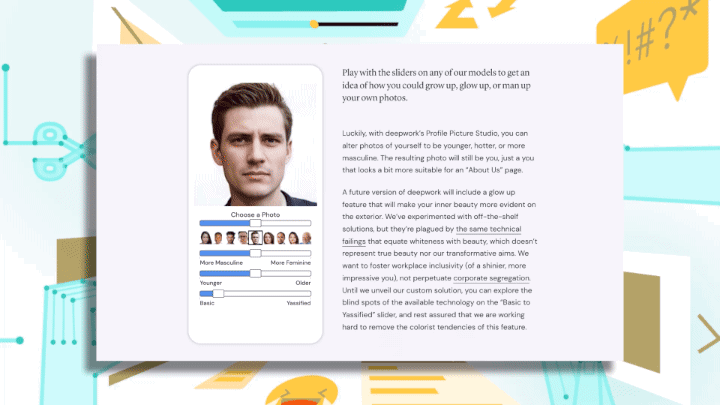 !#?*
Play with the sliders on any of our models to get an
idea of how you could grow up, glow up, or man up
your own photos.
Luckily, with deepwork's Profile Picture Studio, you can
alter photos of yourself to be younger, hotter, or more
masculine. The resulting photo will still be you, just a you
that looks a bit more suitable for an "About Us" page.
A future version of deepwork will include a glow up
feature that will make your inner beauty more evident on
the exterior. We've experimented with off-the-shelf
solutions, but they're plagued by the same technical
failings that equate whiteness with beauty, which doesn't
represent true beauty nor our transformative aims. We
want to foster workplace inclusivity (of a shinier, more
impressive you), not perpetuate corporate segregation.
Until we unveil our custom solution, you can explore the
blind spots of the available technology on the "Basic to
Yassified" slider, and rest assured that we are working
hard to remove the colorist tendencies of this feature.
Choose a Photo
More Masculine More Feminine
Younger Older
Basic Yassified